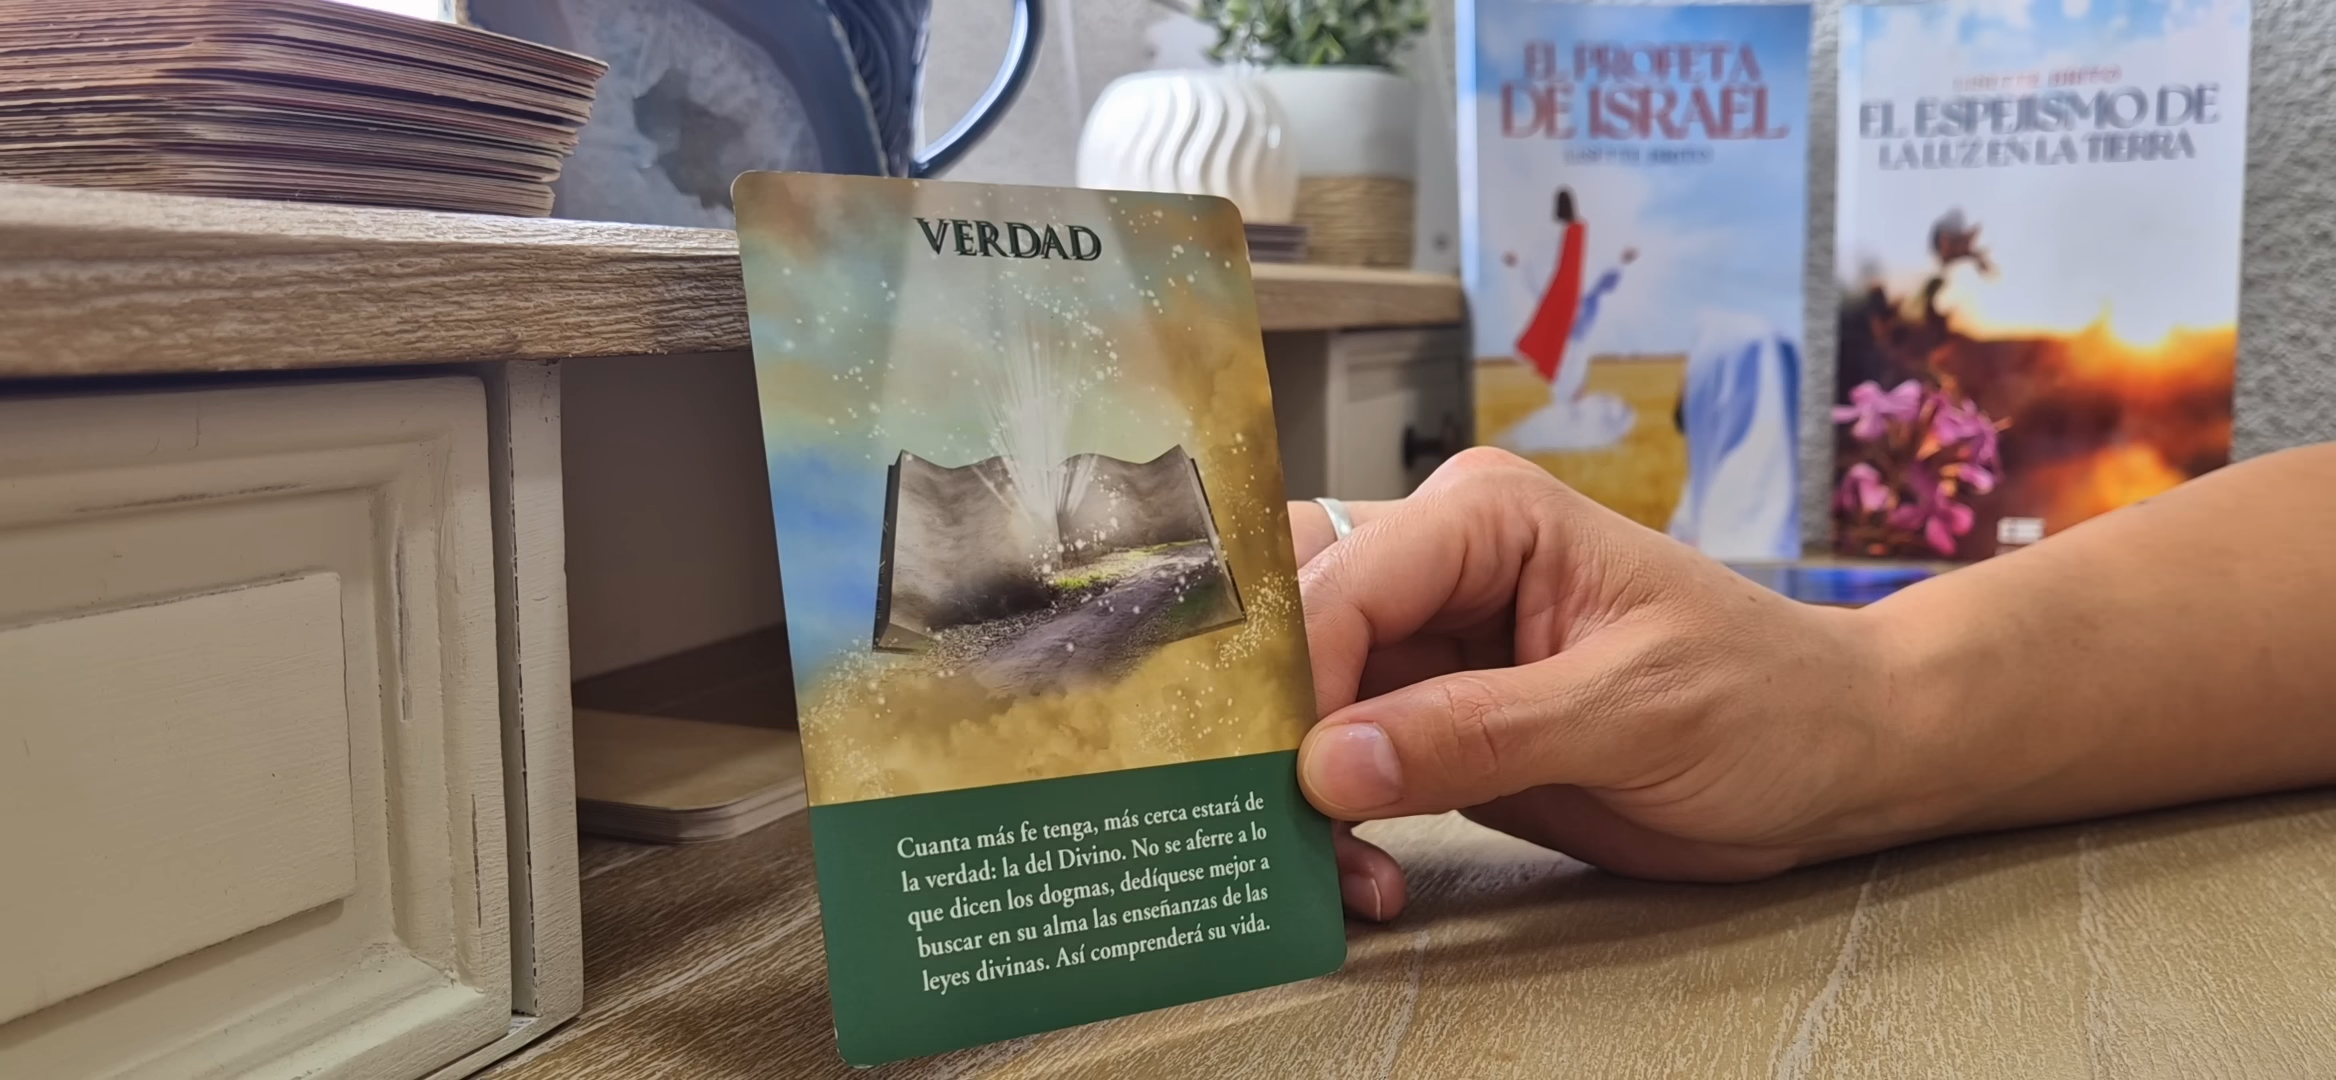 VERDAD
Cuanta más fe tenga, más cerca estará de
la verdad: la del Divino. No se aferre a lo
que dicen los dogmas, dedíquese mejor a
buscar en su alma las enseñanzas de las
leyes divinas. Así comprenderá su vida.
EL PROFETA
DE ISRAEL
EL ESPEJISMO DE
LA LUZ EN LA TIERRA